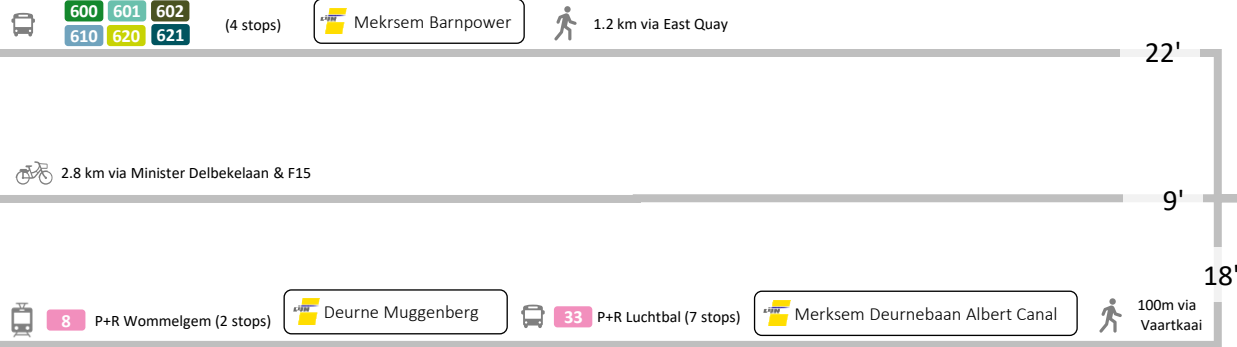 600 601 602
610 620 621
(4 stops)
Mekrsem Barnpower
1.2 km via East Quay
22'
2.8 km via Minister Delbekelaan & F15
9'
18'
8 P+R Wommelgem (2 stops)
Deurne Muggenberg
33 P+R Luchtbal (7 stops)
Merksem Deurnebaan Albert Canal
100m via
Vaartkaai